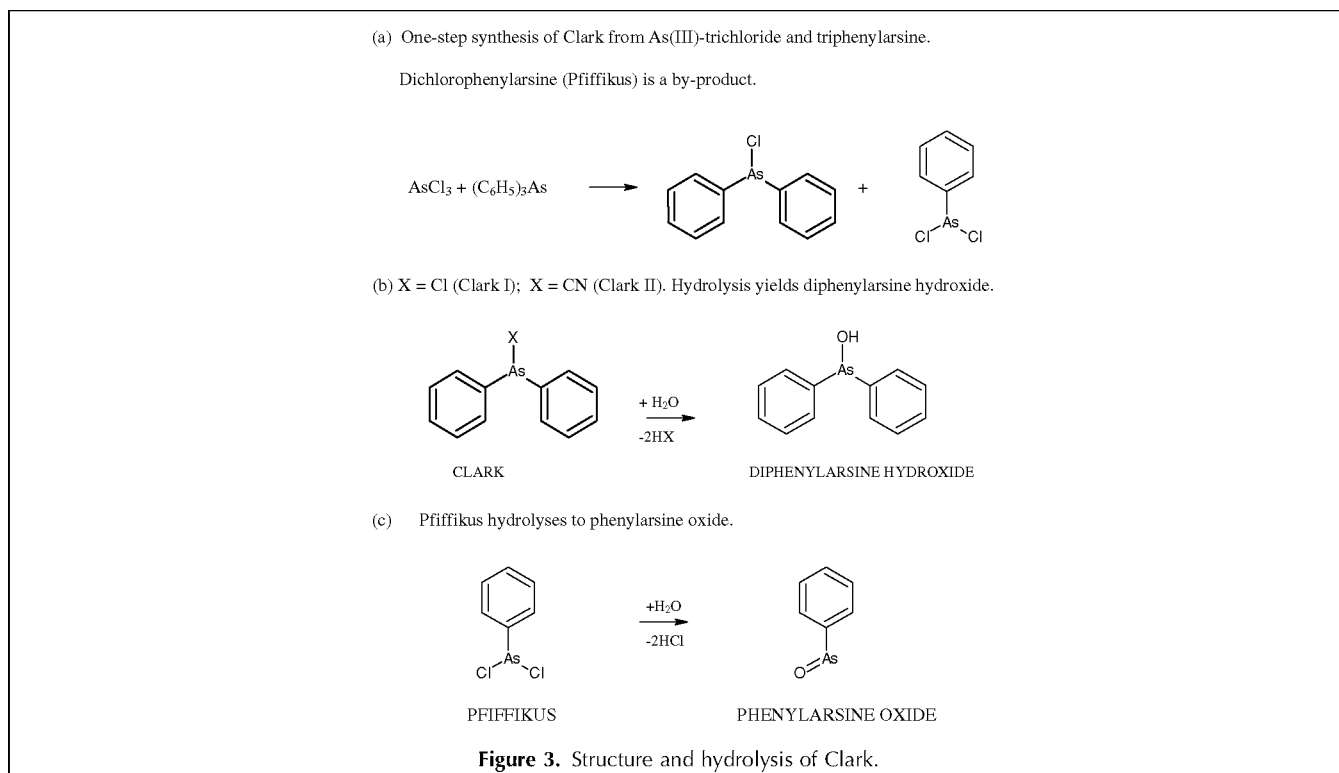 (a) One-step synthesis of Clark from As(III)-trichloride and triphenylarsine.
Dichlorophenylarsine (Pfiffikus) is a by-product.
AsCl₃ + (C₆H₅)₃As
Cl
As
+
As
Cl Cl
(b) X = Cl (Clark I); X = CN (Clark II). Hydrolysis yields diphenylarsine hydroxide.
X
As
+ H₂O
-2HX
OH
As
CLARK
DIPHENYLARSINE HYDROXIDE
(c) Pfiffikus hydrolyses to phenylarsine oxide.
As
Cl Cl
+H₂O
-2HCl
As
O
PFIFFIKUS
PHENYLARSINE OXIDE
Figure 3. Structure and hydrolysis of Clark.